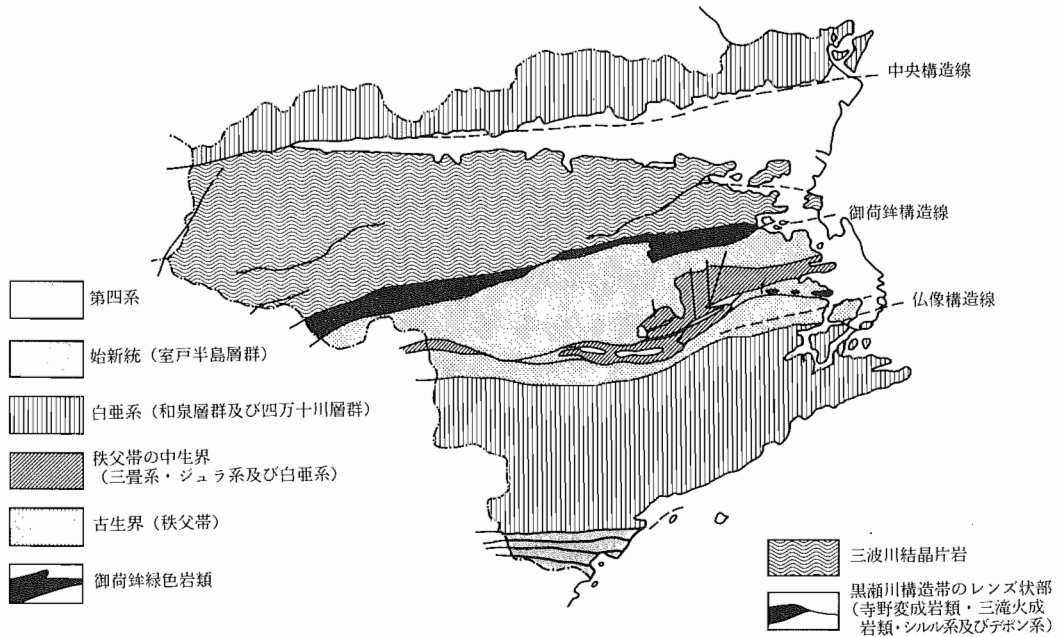 中央構造線
御荷鉾構造線
仏像構造線
第四系
始新統（室戸半島層群）
白亜系（和泉層群及び四万十川層群）
秩父帯の中生界
（三畳系・ジュラ系及び白亜系）
古生界（秩父帯）
御荷鉾緑色岩類
三波川結晶片岩
黒瀬川構造帯のレンズ状部
（寺野変成岩類・三滝火成
岩類・シルル系及びデボン系）